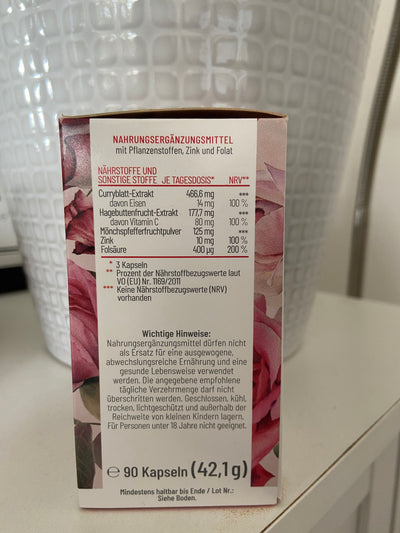 NAHRUNGSERGÄNZUNGSMITTEL
mit Pflanzenstoffen, Zink und Folat
NÄHRSTOFFE UND
SONSTIGE STOFFE JE TAGESDOSIS* NRV**
Curryblatt-Extrakt 466,6 mg ***
davon Eisen 14 mg 100 %
Hagebuttenfrucht-Extrakt 177,7 mg ***
davon Vitamin C 80 mg 100 %
Mönchspfefferfruchtpulver 125 mg ***
Zink 10 mg 100 %
Folsäure 400 µg 200 %
* 3 Kapseln
** Prozent der Nährstoffbezugswerte laut
VO (EU) Nr. 1169/2011
*** Keine Nährstoffbezugswerte (NRV)
vorhanden
Wichtige Hinweise:
Nahrungsergänzungsmittel dürfen nicht
als Ersatz für eine ausgewogene,
abwechslungsreiche Ernährung und eine
gesunde Lebensweise verwendet
werden. Die angegebene empfohlene
tägliche Verzehrmenge darf nicht
überschritten werden. Geschlossen, kühl,
trocken, lichtgeschützt und außerhalb der
Reichweite von kleinen Kindern lagern.
Für Personen unter 18 Jahre nicht geeignet.
℮ 90 Kapseln (42,1 g)
Mindestens haltbar bis Ende / Lot Nr.:
Siehe Boden.